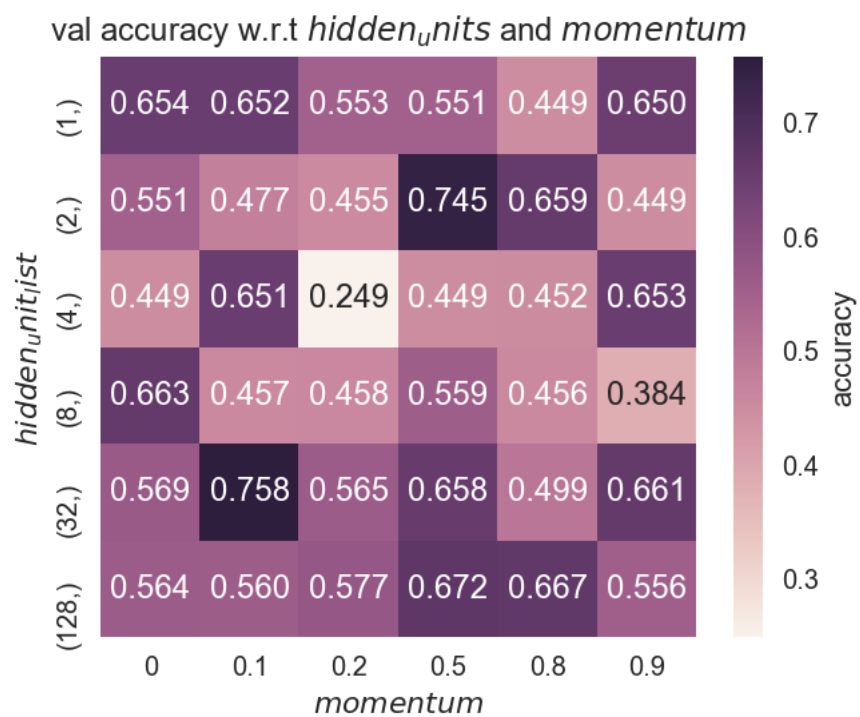 val accuracy w.r.t hidden_units and momentum
(1,) 0.654 0.652 0.553 0.551 0.449 0.650
(2,) 0.551 0.477 0.455 0.745 0.659 0.449
(4,) 0.449 0.651 0.249 0.449 0.452 0.653
(8,) 0.663 0.457 0.458 0.559 0.456 0.384
(32,) 0.569 0.758 0.565 0.658 0.499 0.661
(128,) 0.564 0.560 0.577 0.672 0.667 0.556
0 0.1 0.2 0.5 0.8 0.9
momentum
hidden_unit_list
0.7
0.6
0.5
0.4
0.3
accuracy